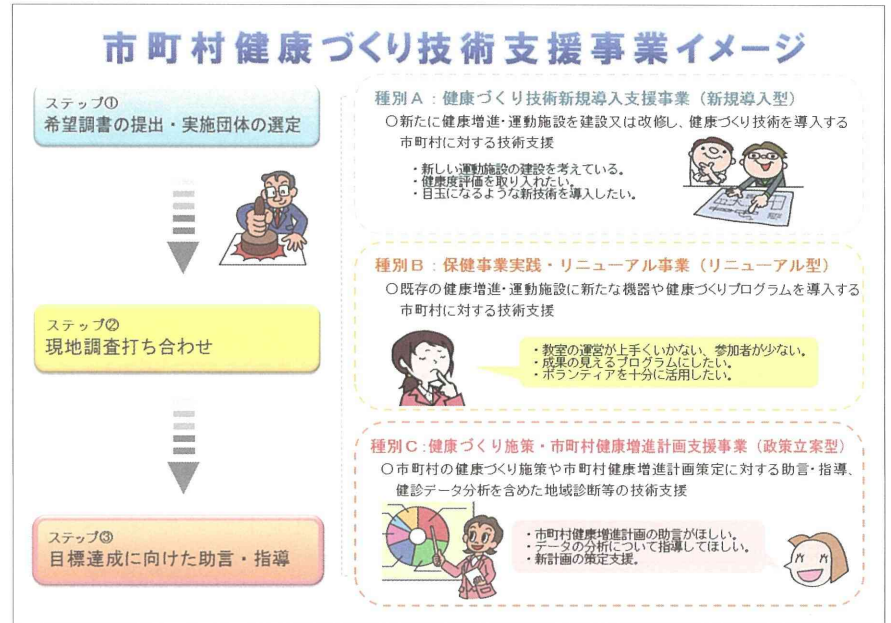 市町村健康づくり技術支援事業イメージ
ステップ①
希望調書の提出・実施団体の選定
ステップ②
現地調査打ち合わせ
ステップ③
目標達成に向けた助言・指導
種別A：健康づくり技術新規導入支援事業（新規導入型）
○新たに健康増進・運動施設を建設又は改修し、健康づくり技術を導入する
市町村に対する技術支援
・新しい運動施設の建設を考えている。
・健康度評価を取り入れたい。
・目玉になるような新技術を導入したい。
種別B：保健事業実践・リニューアル事業（リニューアル型）
○既存の健康増進・運動施設に新たな機器や健康づくりプログラムを導入する
市町村に対する技術支援
・教室の運営が上手くいかない、参加者が少ない。
・成果の見えるプログラムにしたい。
・ボランティアを十分に活用したい。
種別C：健康づくり施策・市町村健康増進計画支援事業（政策立案型）
○市町村の健康づくり施策や市町村健康増進計画策定に対する助言・指導、
健診データ分析を含めた地域診断等の技術支援
・市町村健康増進計画の助言がほしい。
・データの分析について指導してほしい。
・新計画の策定支援。